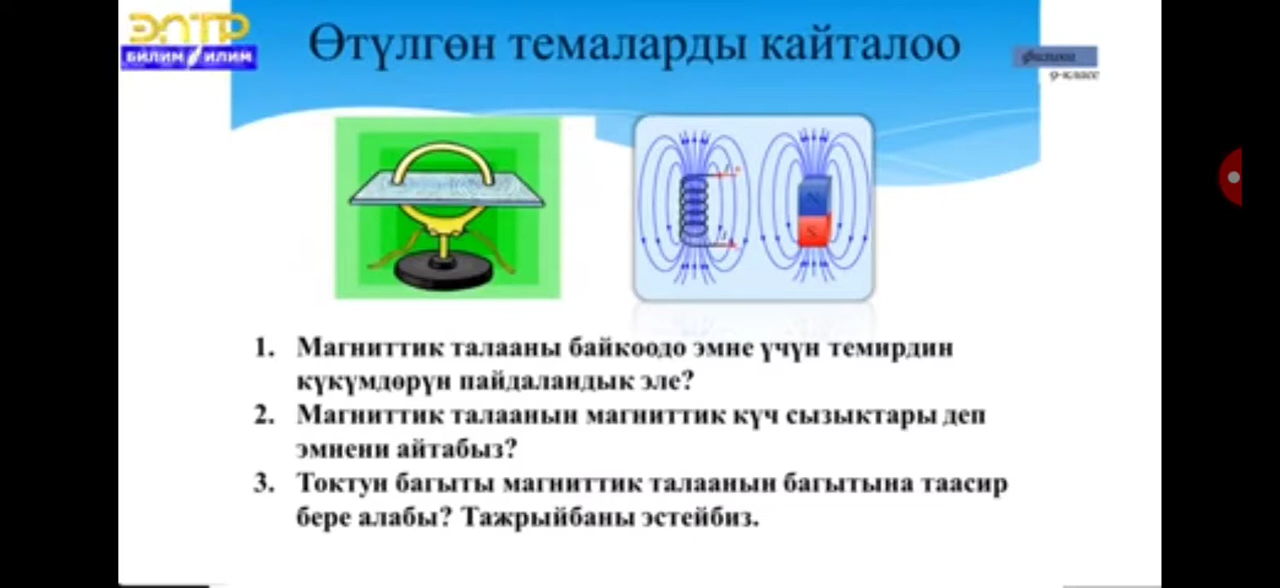 ЭЛТР
БИЛИМ ИЛИМ
Өтүлгөн темаларды кайталоо
физика
9-класс
N
S
1. Магниттик талааны байкоодо эмне үчүн темирдин
күкүмдөрүн пайдаландык эле?
2. Магниттик талаанын магниттик күч сызыктары деп
эмнени айтабыз?
3. Токтун багыты магниттик талаанын багытына таасир
бере алабы? Тажрыйбаны эстейбиз.